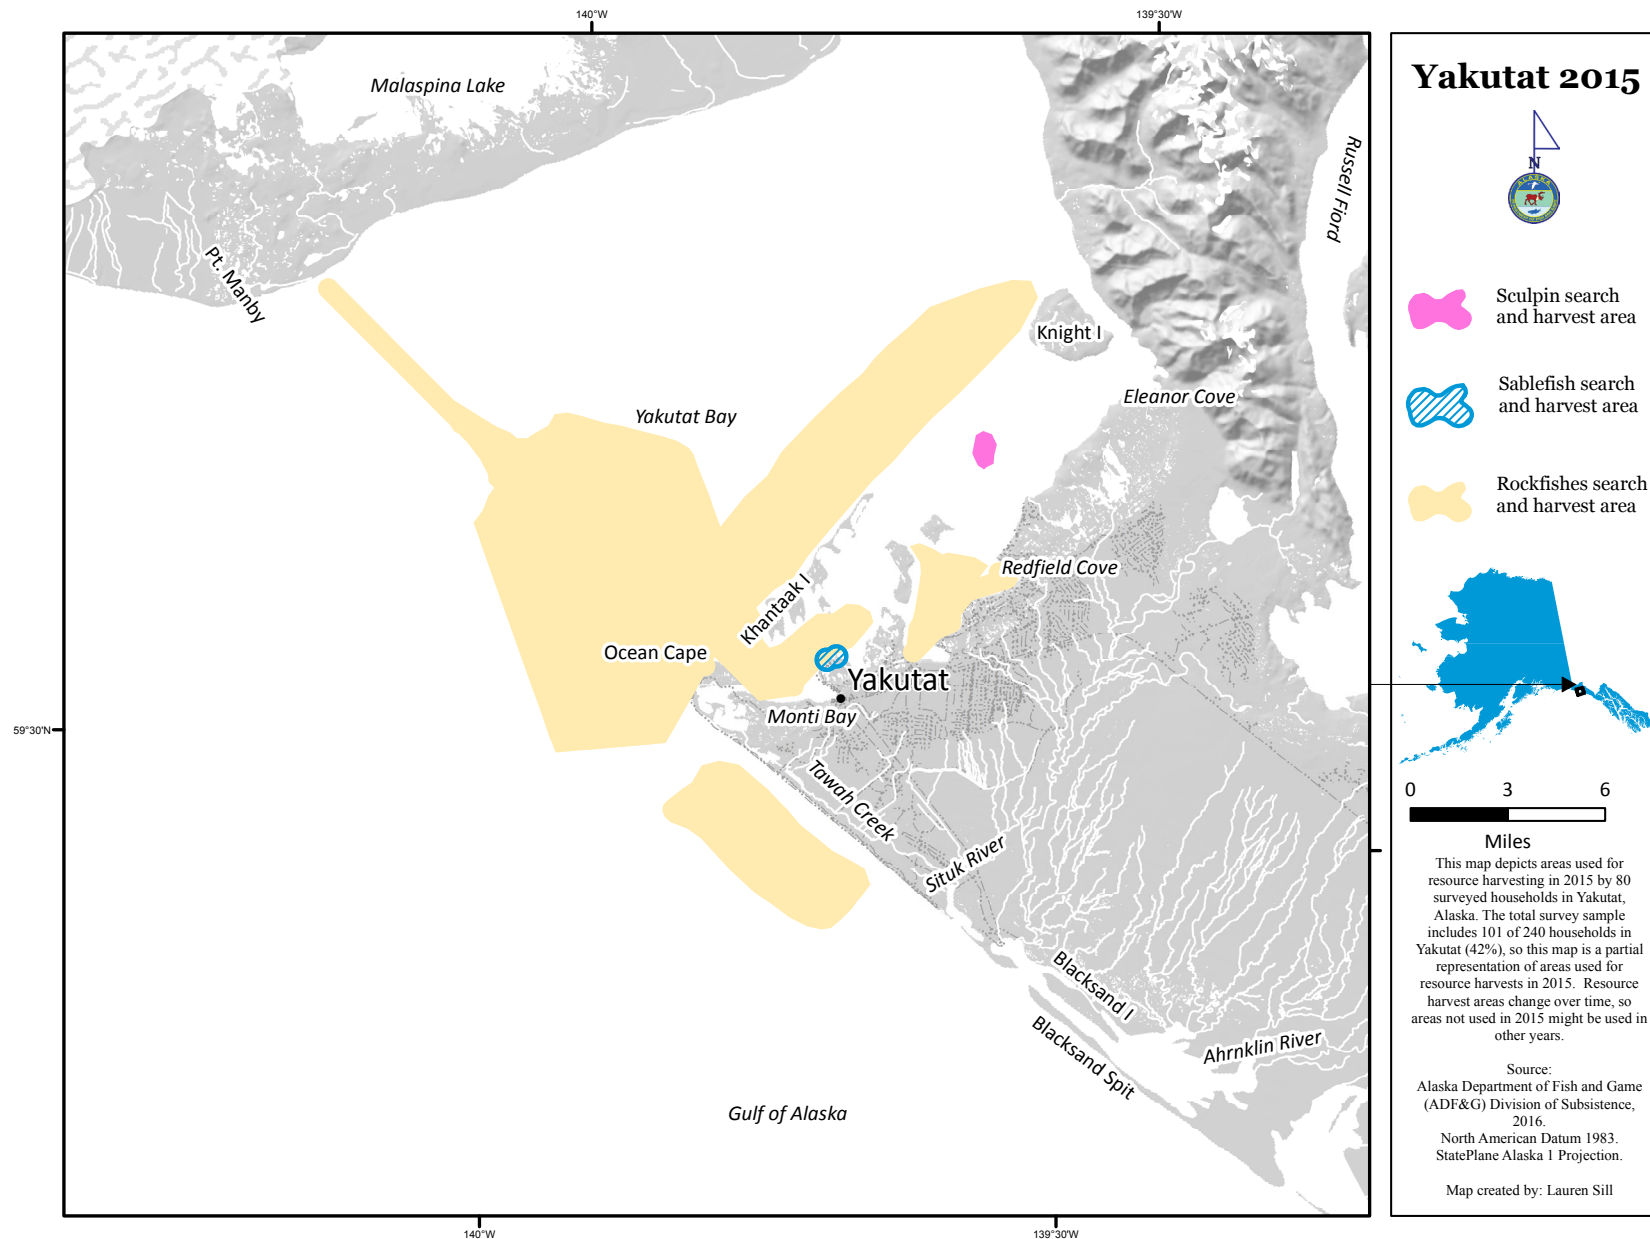 140°W
139°30'W
Malaspina Lake
Russell Fiord
Pt. Manby
Knight I
Eleanor Cove
Yakutat Bay
Redfield Cove
Khantaak I
Ocean Cape
Yakutat
Monti Bay
59°30'N
Tawah Creek
Situk River
Blacksand I
Blacksand Spit
Ahrnklin River
Gulf of Alaska
140°W
139°30'W
Yakutat 2015
N
ALASKA
Sculpin search
and harvest area
Sablefish search
and harvest area
Rockfishes search
and harvest area
0 3 6
Miles
This map depicts areas used for
resource harvesting in 2015 by 80
surveyed households in Yakutat,
Alaska. The total survey sample
includes 101 of 240 households in
Yakutat (42%), so this map is a partial
representation of areas used for
resource harvests in 2015. Resource
harvest areas change over time, so
areas not used in 2015 might be used in
other years.
Source:
Alaska Department of Fish and Game
(ADF&G) Division of Subsistence,
2016.
North American Datum 1983.
StatePlane Alaska 1 Projection.
Map created by: Lauren Sill